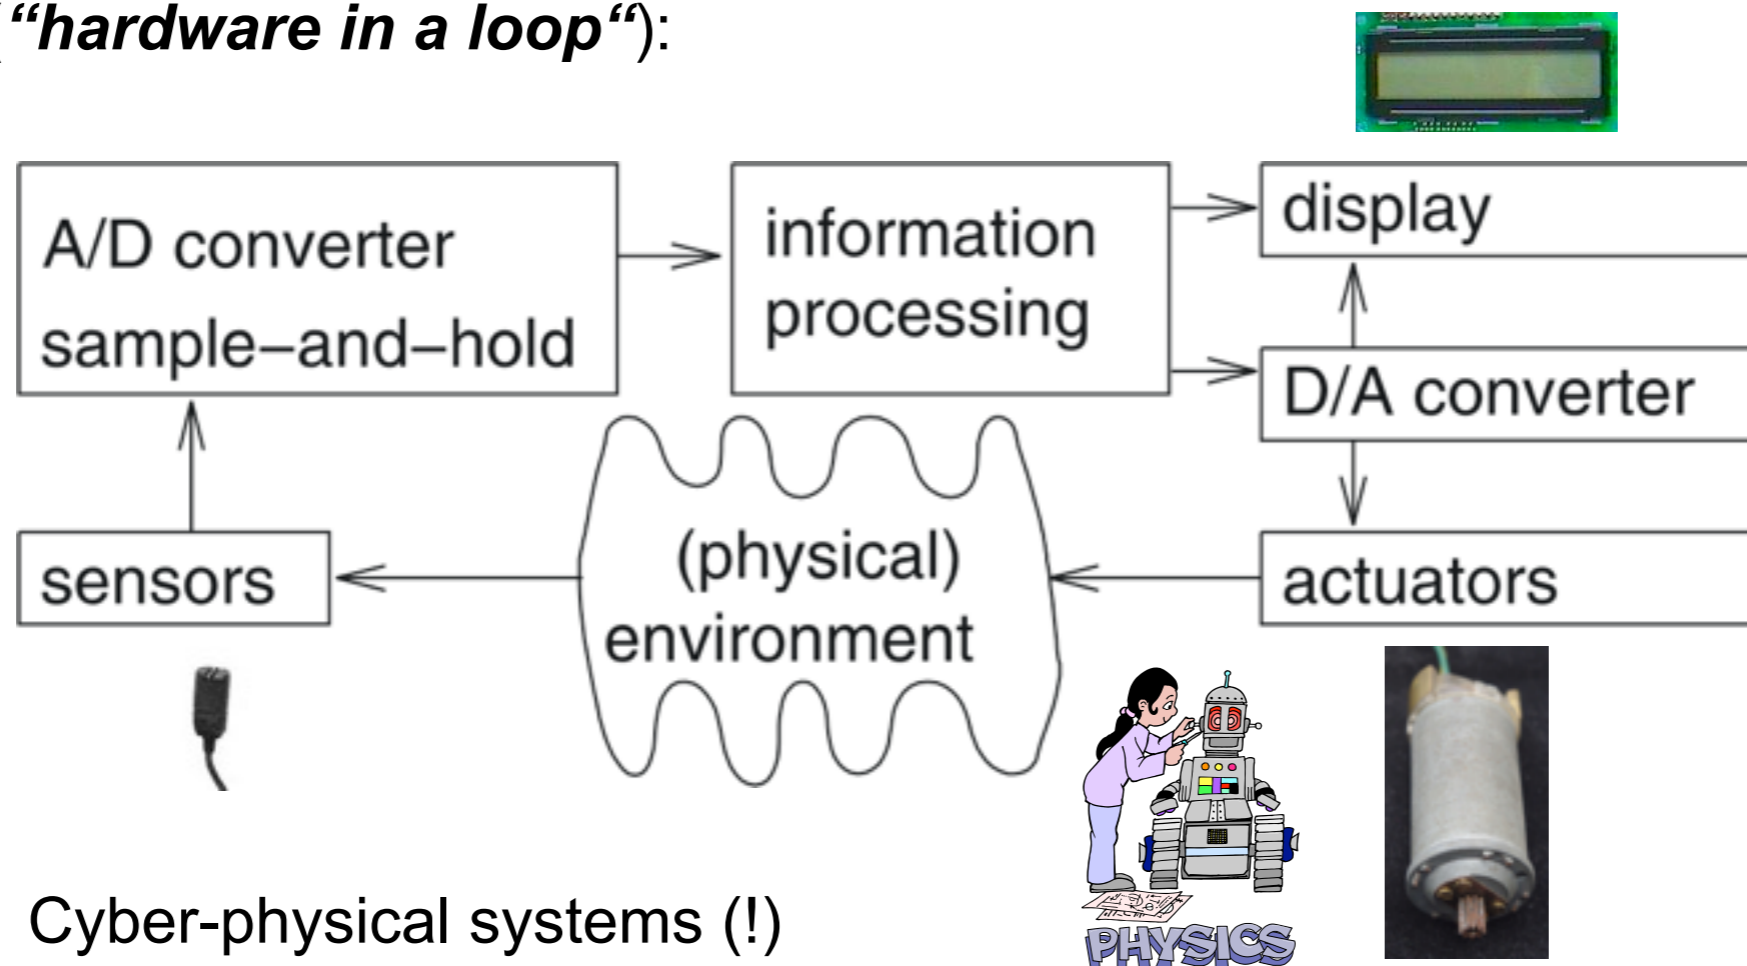 (“hardware in a loop“):
display
A/D converter
sample–and–hold
information
processing
D/A converter
sensors
(physical)
environment
actuators
PHYSICS
Cyber-physical systems (!)